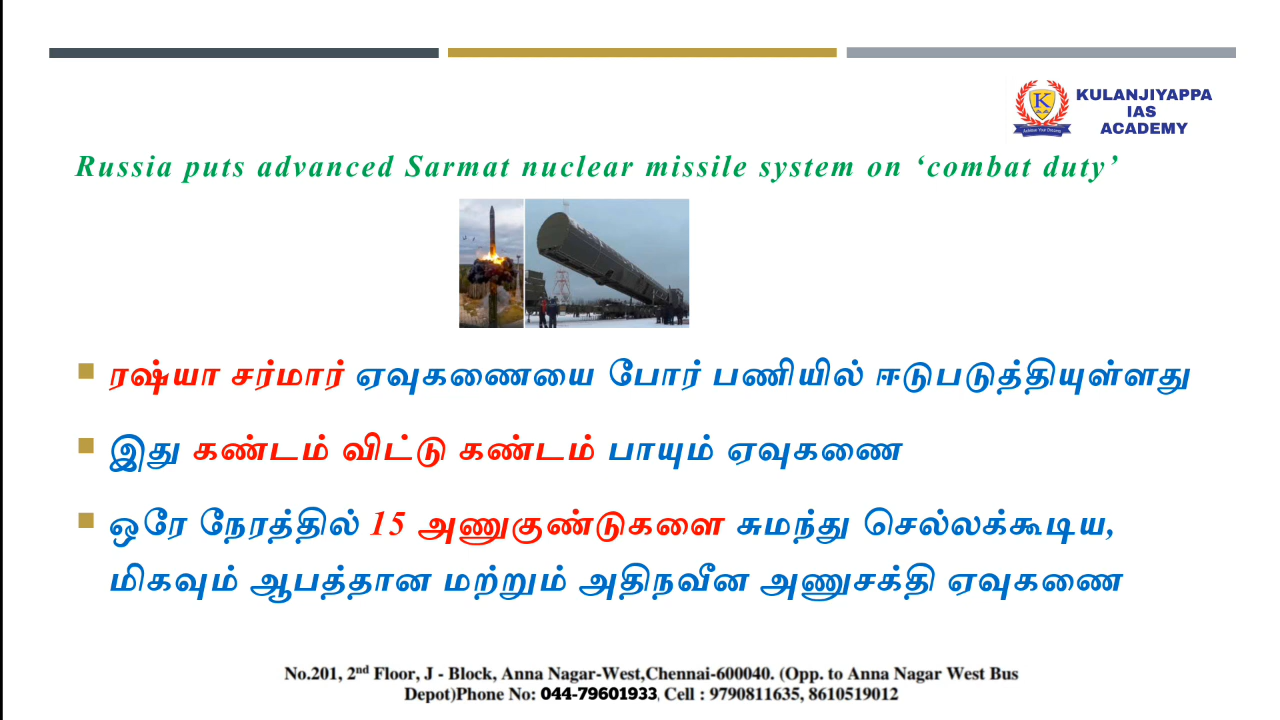 KULANJIYAPPA
IAS
ACADEMY
Achieve Your Dreams
Russia puts advanced Sarmat nuclear missile system on ‘combat duty’
ரஷ்யா சர்மார் ஏவுகணையை போர் பணியில் ஈடுபடுத்தியுள்ளது
இது கண்டம் விட்டு கண்டம் பாயும் ஏவுகணை
ஒரே நேரத்தில் 15 அணுகுண்டுகளை சுமந்து செல்லக்கூடிய,
மிகவும் ஆபத்தான மற்றும் அதிநவீன அணுசக்தி ஏவுகணை
No.201, 2nd Floor, J - Block, Anna Nagar-West,Chennai-600040. (Opp. to Anna Nagar West Bus
Depot)Phone No: 044-79601933, Cell : 9790811635, 8610519012